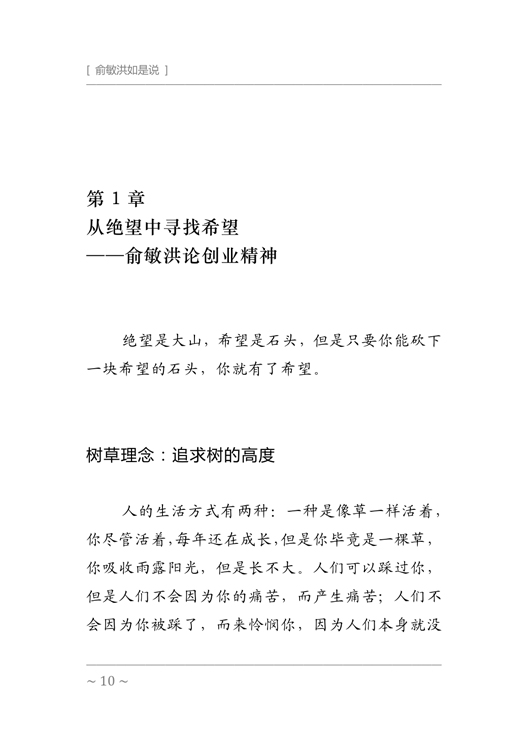 [ 俞敏洪如是说 ]
第 1 章
从绝望中寻找希望
——俞敏洪论创业精神
绝望是大山，希望是石头，但是只要你能砍下
一块希望的石头，你就有了希望。
树草理念：追求树的高度
人的生活方式有两种：一种是像草一样活着，
你尽管活着，每年还在成长，但是你毕竟是一棵草，
你吸收雨露阳光，但是长不大。人们可以踩过你，
但是人们不会因为你的痛苦，而产生痛苦；人们不
会因为你被踩了，而来怜悯你，因为人们本身就没
~ 10 ~